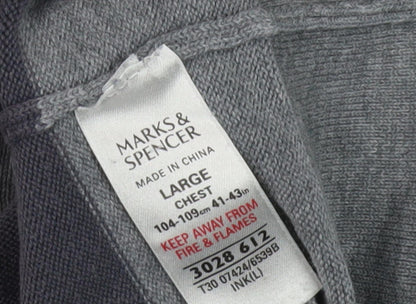 MARKS &
SPENCER
MADE IN CHINA
LARGE
CHEST
104-109cm 41-43in
KEEP AWAY FROM
FIRE & FLAMES
3028 612
T30 07424/6539B
INK(L)